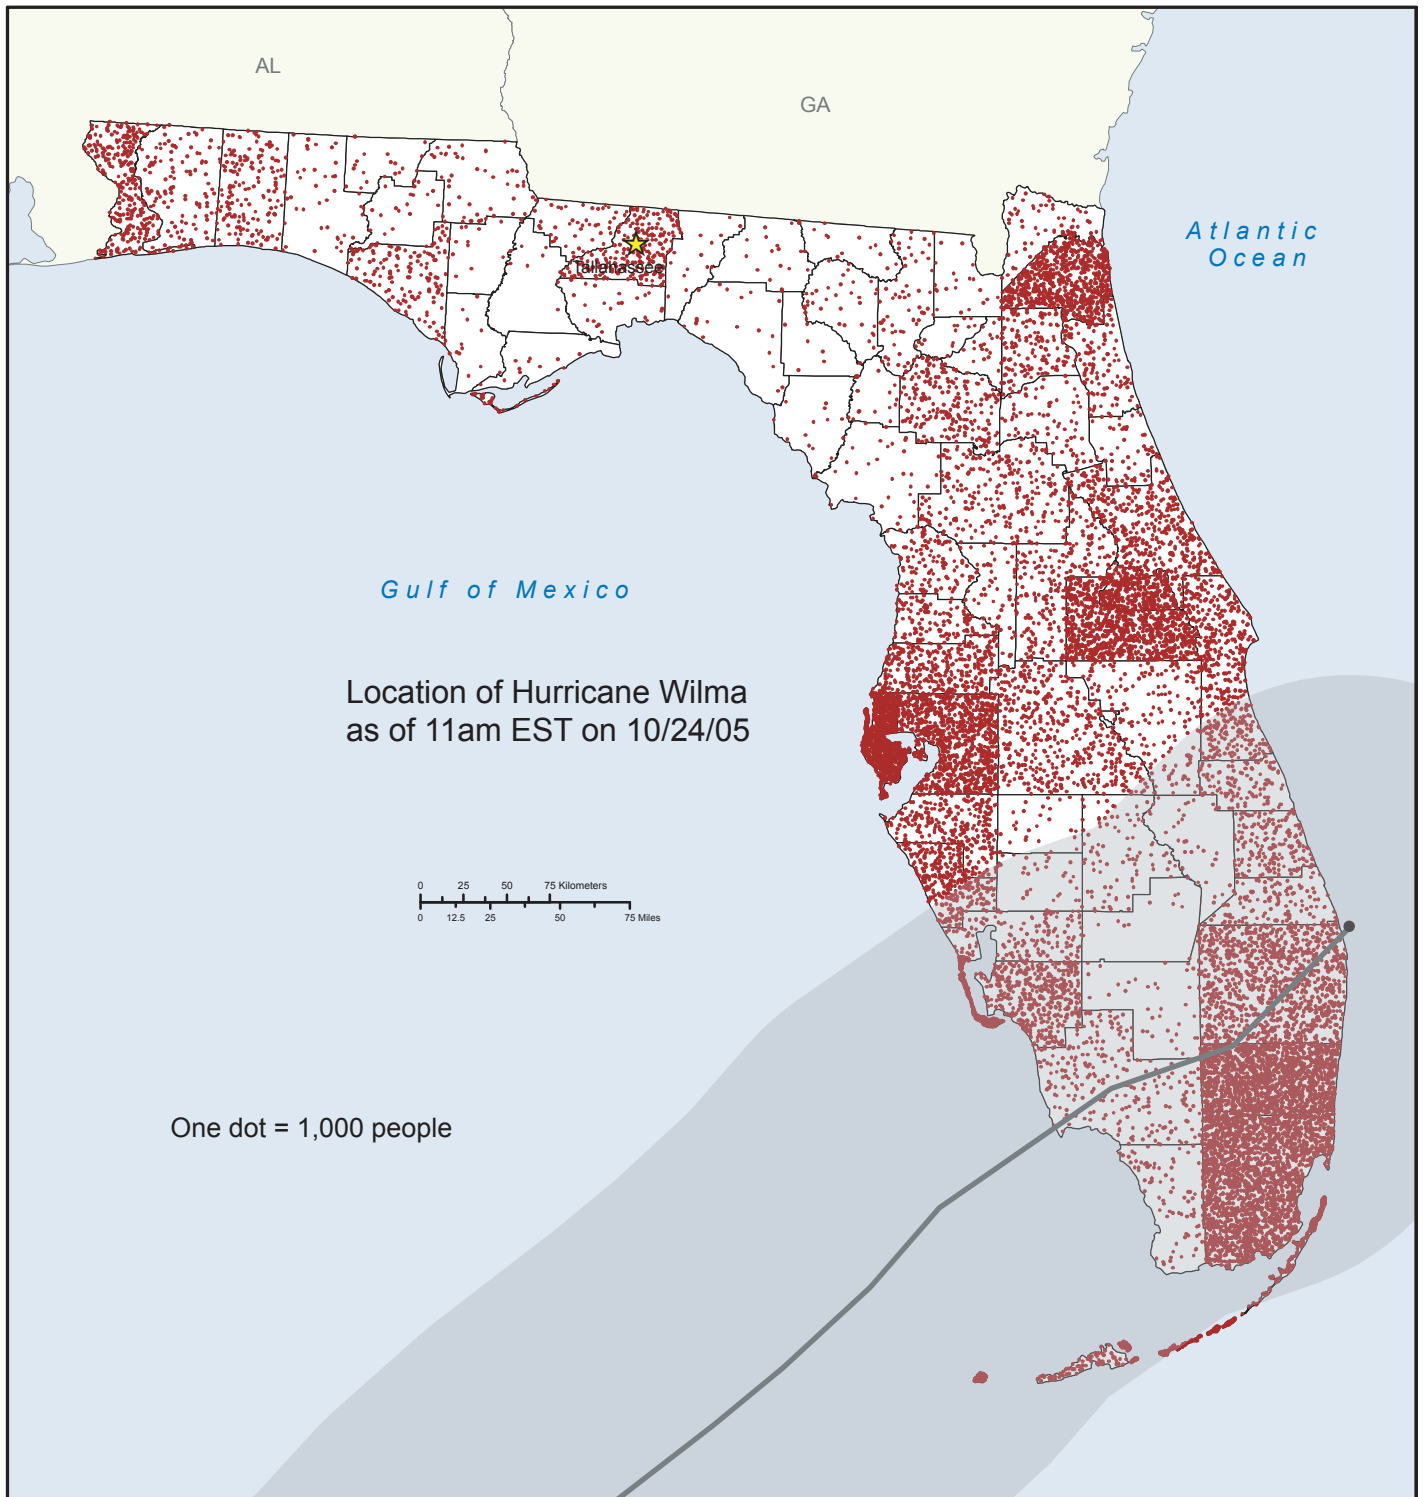 AL
GA
Atlantic
Ocean
Tallahassee
Gulf of Mexico
Location of Hurricane Wilma
as of 11am EST on 10/24/05
0 25 50 75 Kilometers
0 12.5 25 50 75 Miles
One dot = 1,000 people